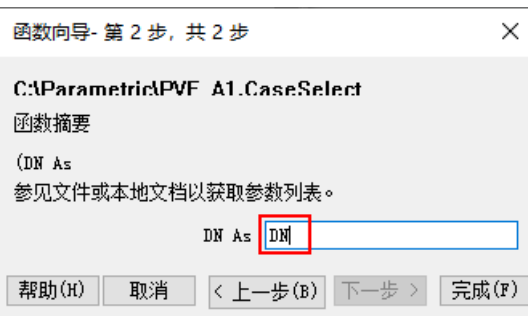 函数向导- 第 2 步, 共 2 步
C:\Parametric\PVF_A1.CaseSelect
函数摘要
(DN As
参见文件或本地文档以获取参数列表。
DN As DN
帮助(H) 取消 < 上一步(B) 下一步 > 完成(F)